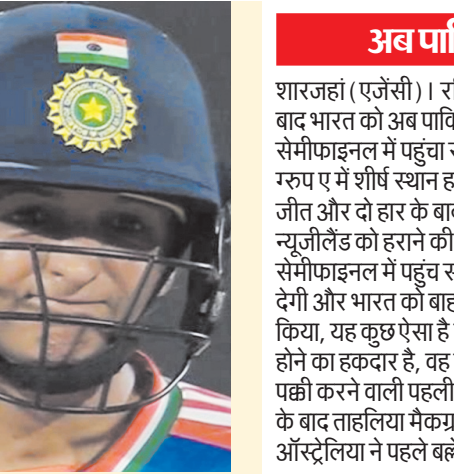 अब पाि
शारजहां ( एजेंसी ) । र
बाद भारत को अब पावि
सेमीफाइनल में पहुंचा
ग्रुप ए में शीर्ष स्थान ह
जीत और दो हार के बाद
न्यूजीलैंड को हराने की
सेमीफाइनल में पहुंच स
देगी और भारत को बाह
किया, यह कुछ ऐसा है
होने का हकदार है, वह
पक्की करने वाली पहली
के बाद ताहलिया मैकग्र
ऑस्ट्रेलिया ने पहले बल्ले